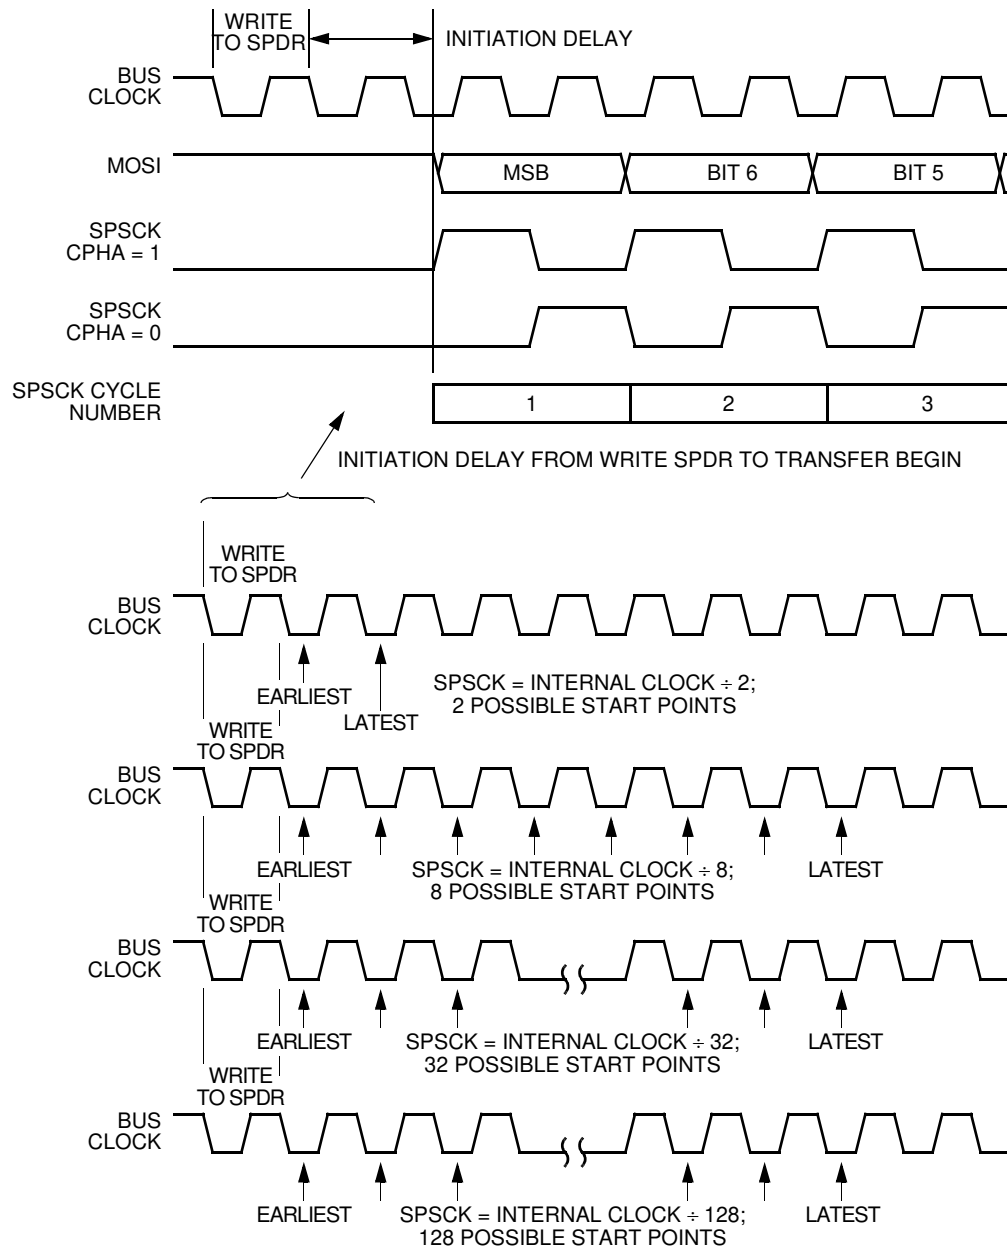 WRITE
TO SPDR
INITIATION DELAY
BUS
CLOCK
MOSI
MSB
BIT 6
BIT 5
SPSCK
CPHA = 1
SPSCK
CPHA = 0
SPSCK CYCLE
NUMBER
1
2
3
INITIATION DELAY FROM WRITE SPDR TO TRANSFER BEGIN
WRITE
TO SPDR
BUS
CLOCK
EARLIEST
LATEST
SPSCK = INTERNAL CLOCK ÷ 2;
2 POSSIBLE START POINTS
WRITE
TO SPDR
BUS
CLOCK
EARLIEST
SPSCK = INTERNAL CLOCK ÷ 8;
8 POSSIBLE START POINTS
LATEST
WRITE
TO SPDR
BUS
CLOCK
EARLIEST
SPSCK = INTERNAL CLOCK ÷ 32;
32 POSSIBLE START POINTS
LATEST
WRITE
TO SPDR
BUS
CLOCK
EARLIEST
SPSCK = INTERNAL CLOCK ÷ 128;
128 POSSIBLE START POINTS
LATEST